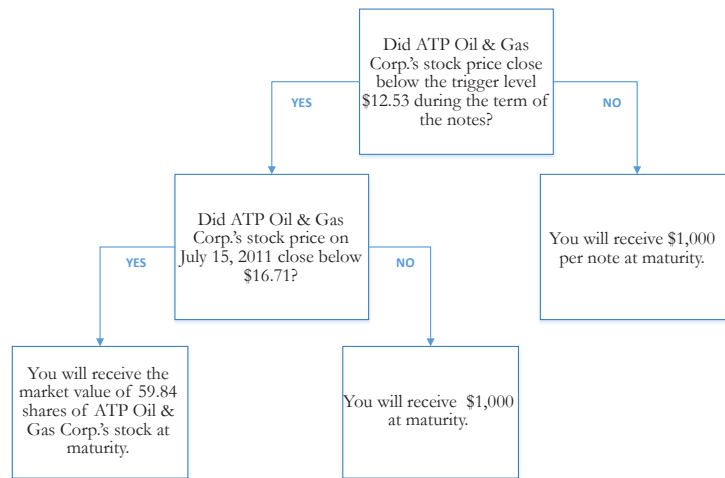 Did ATP Oil & Gas
Corp.'s stock price close
below the trigger level
$12.53 during the term of
the notes?
YES
NO
Did ATP Oil & Gas
Corp.'s stock price on
July 15, 2011 close below
$16.71?
You will receive $1,000
per note at maturity.
YES
NO
You will receive the
market value of 59.84
shares of ATP Oil &
Gas Corp.'s stock at
maturity.
You will receive $1,000
at maturity.